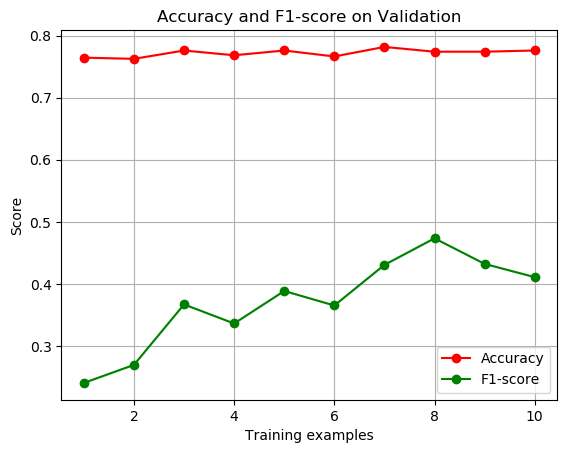 Accuracy and F1-score on Validation
0.8
0.7
0.6
0.5
0.4
0.3
Score
2
4
6
8
10
Training examples
Accuracy
F1-score